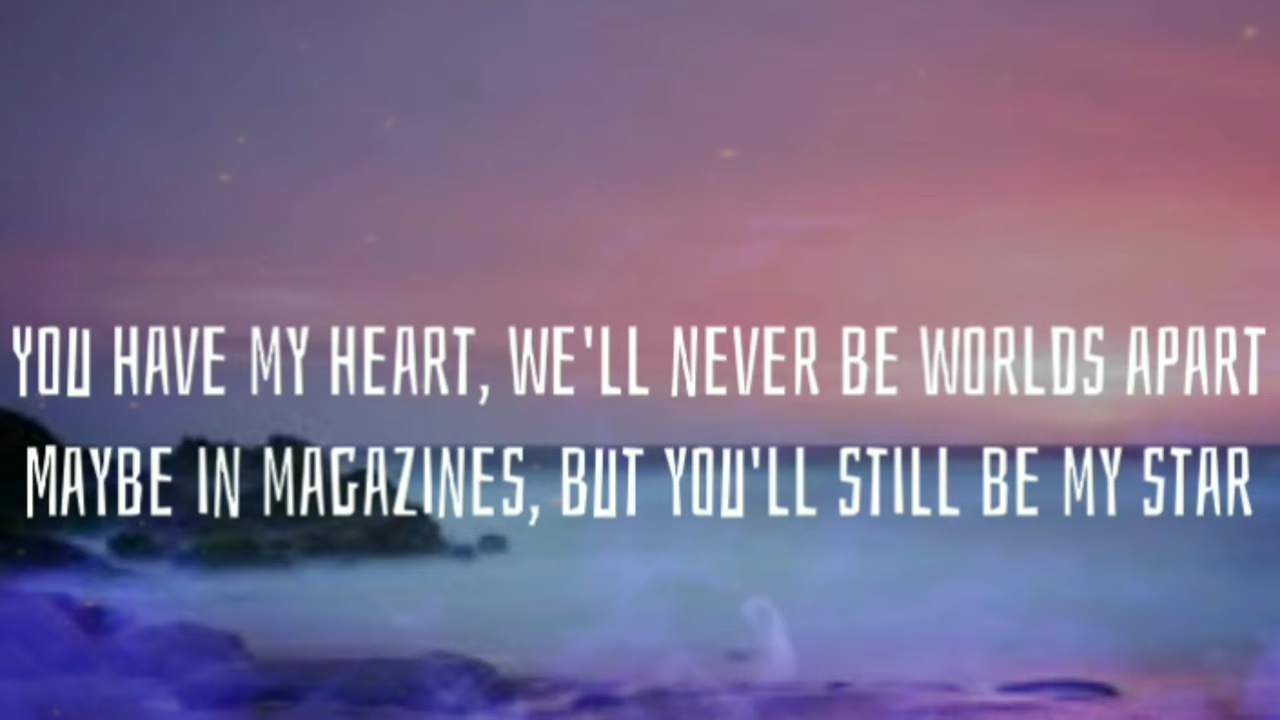 YOU HAVE MY HEART, WE'LL NEVER BE WORLDS APART
MAYBE IN MAGAZINES, BUT YOU'LL STILL BE MY STAR